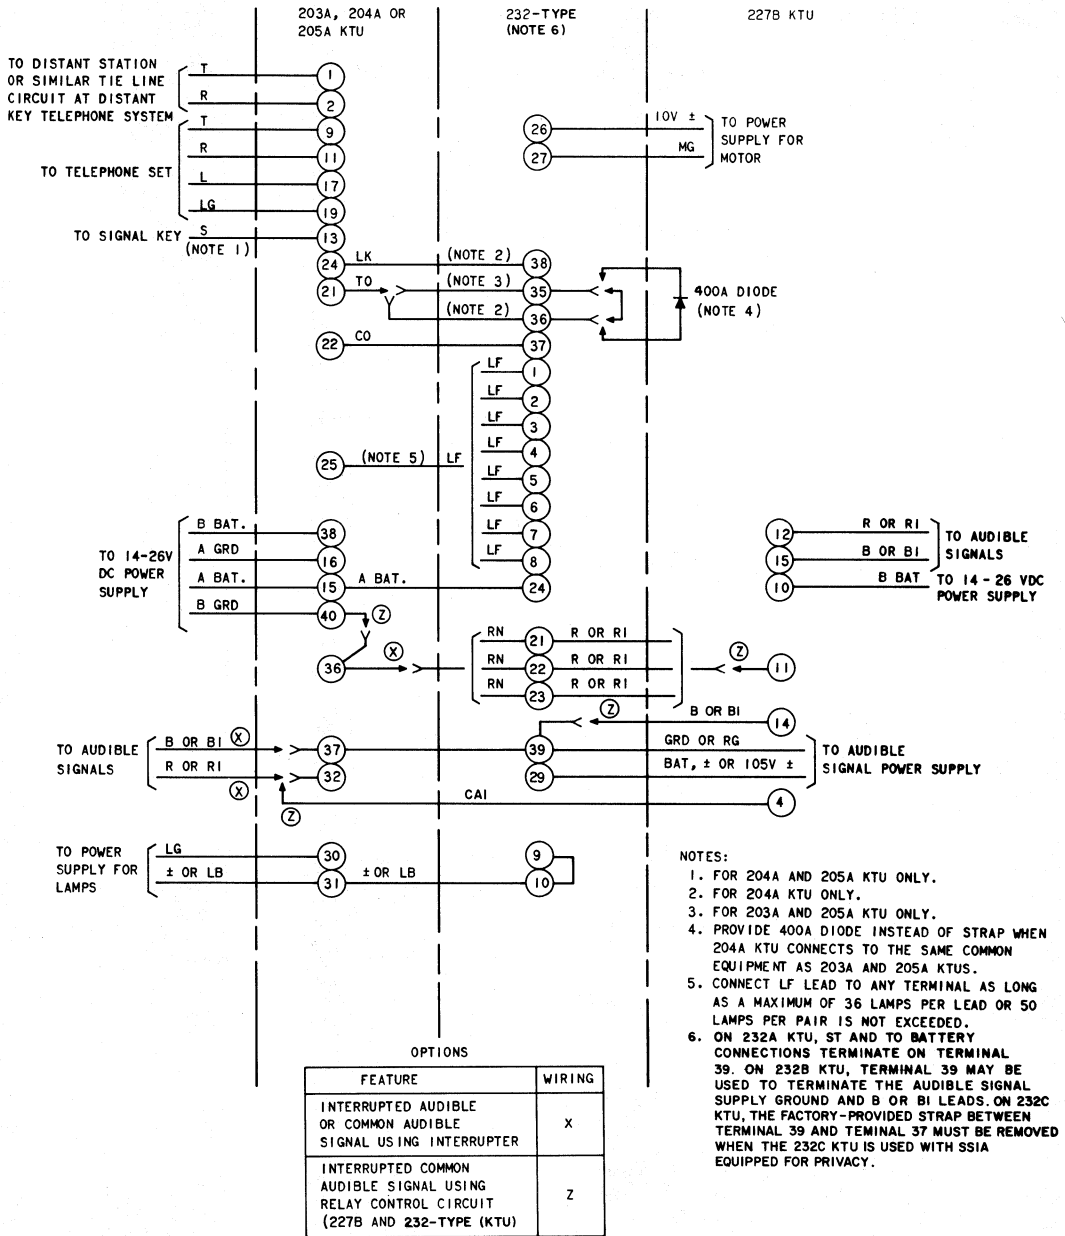 203A, 204A OR
205A KTU
232-TYPE
(NOTE 6)
227B KTU
TO DISTANT STATION
OR SIMILAR TIE LINE
CIRCUIT AT DISTANT
KEY TELEPHONE SYSTEM
T
1
R
2
TO TELEPHONE SET
T
9
R
11
L
17
LG
19
TO SIGNAL KEY
S
(NOTE 1)
13
26
10V ±
27
MG
TO POWER
SUPPLY FOR
MOTOR
24
LK
(NOTE 2)
38
21
TO
(NOTE 3)
35
(NOTE 2)
36
400A DIODE
(NOTE 4)
22
CO
37
LF
1
LF
2
LF
3
LF
4
25
(NOTE 5)
LF
LF
5
LF
6
LF
7
LF
8
TO 14-26V
DC POWER
SUPPLY
B BAT.
38
A GRD
16
A BAT.
15
A BAT.
24
B GRD
40
Z
12
R OR R1
15
B OR B1
TO AUDIBLE
SIGNALS
10
B BAT
TO 14 - 26 VDC
POWER SUPPLY
36
X
RN
21
R OR R1
RN
22
R OR R1
RN
23
R OR R1
Z
11
Z
B OR B1
14
TO AUDIBLE
SIGNALS
B OR B1
X
37
39
GRD OR RG
R OR R1
X
32
29
BAT, ± OR 105V ±
TO AUDIBLE
SIGNAL POWER SUPPLY
Z
CA1
4
TO POWER
SUPPLY FOR
LAMPS
LG
30
9
± OR LB
31
± OR LB
10
NOTES:
1. FOR 204A AND 205A KTU ONLY.
2. FOR 204A KTU ONLY.
3. FOR 203A AND 205A KTU ONLY.
4. PROVIDE 400A DIODE INSTEAD OF STRAP WHEN
204A KTU CONNECTS TO THE SAME COMMON
EQUIPMENT AS 203A AND 205A KTUS.
5. CONNECT LF LEAD TO ANY TERMINAL AS LONG
AS A MAXIMUM OF 36 LAMPS PER LEAD OR 50
LAMPS PER PAIR IS NOT EXCEEDED.
6. ON 232A KTU, ST AND TO BATTERY
CONNECTIONS TERMINATE ON TERMINAL
39. ON 232B KTU, TERMINAL 39 MAY BE
USED TO TERMINATE THE AUDIBLE SIGNAL
SUPPLY GROUND AND B OR B1 LEADS. ON 232C
KTU, THE FACTORY-PROVIDED STRAP BETWEEN
TERMINAL 39 AND TEMINAL 37 MUST BE REMOVED
WHEN THE 232C KTU IS USED WITH SS1A
EQUIPPED FOR PRIVACY.
OPTIONS
FEATURE
WIRING
INTERRUPTED AUDIBLE
OR COMMON AUDIBLE
SIGNAL USING INTERRUPTER
X
INTERRUPTED COMMON
AUDIBLE SIGNAL USING
RELAY CONTROL CIRCUIT
(227B AND 232-TYPE (KTU)
Z